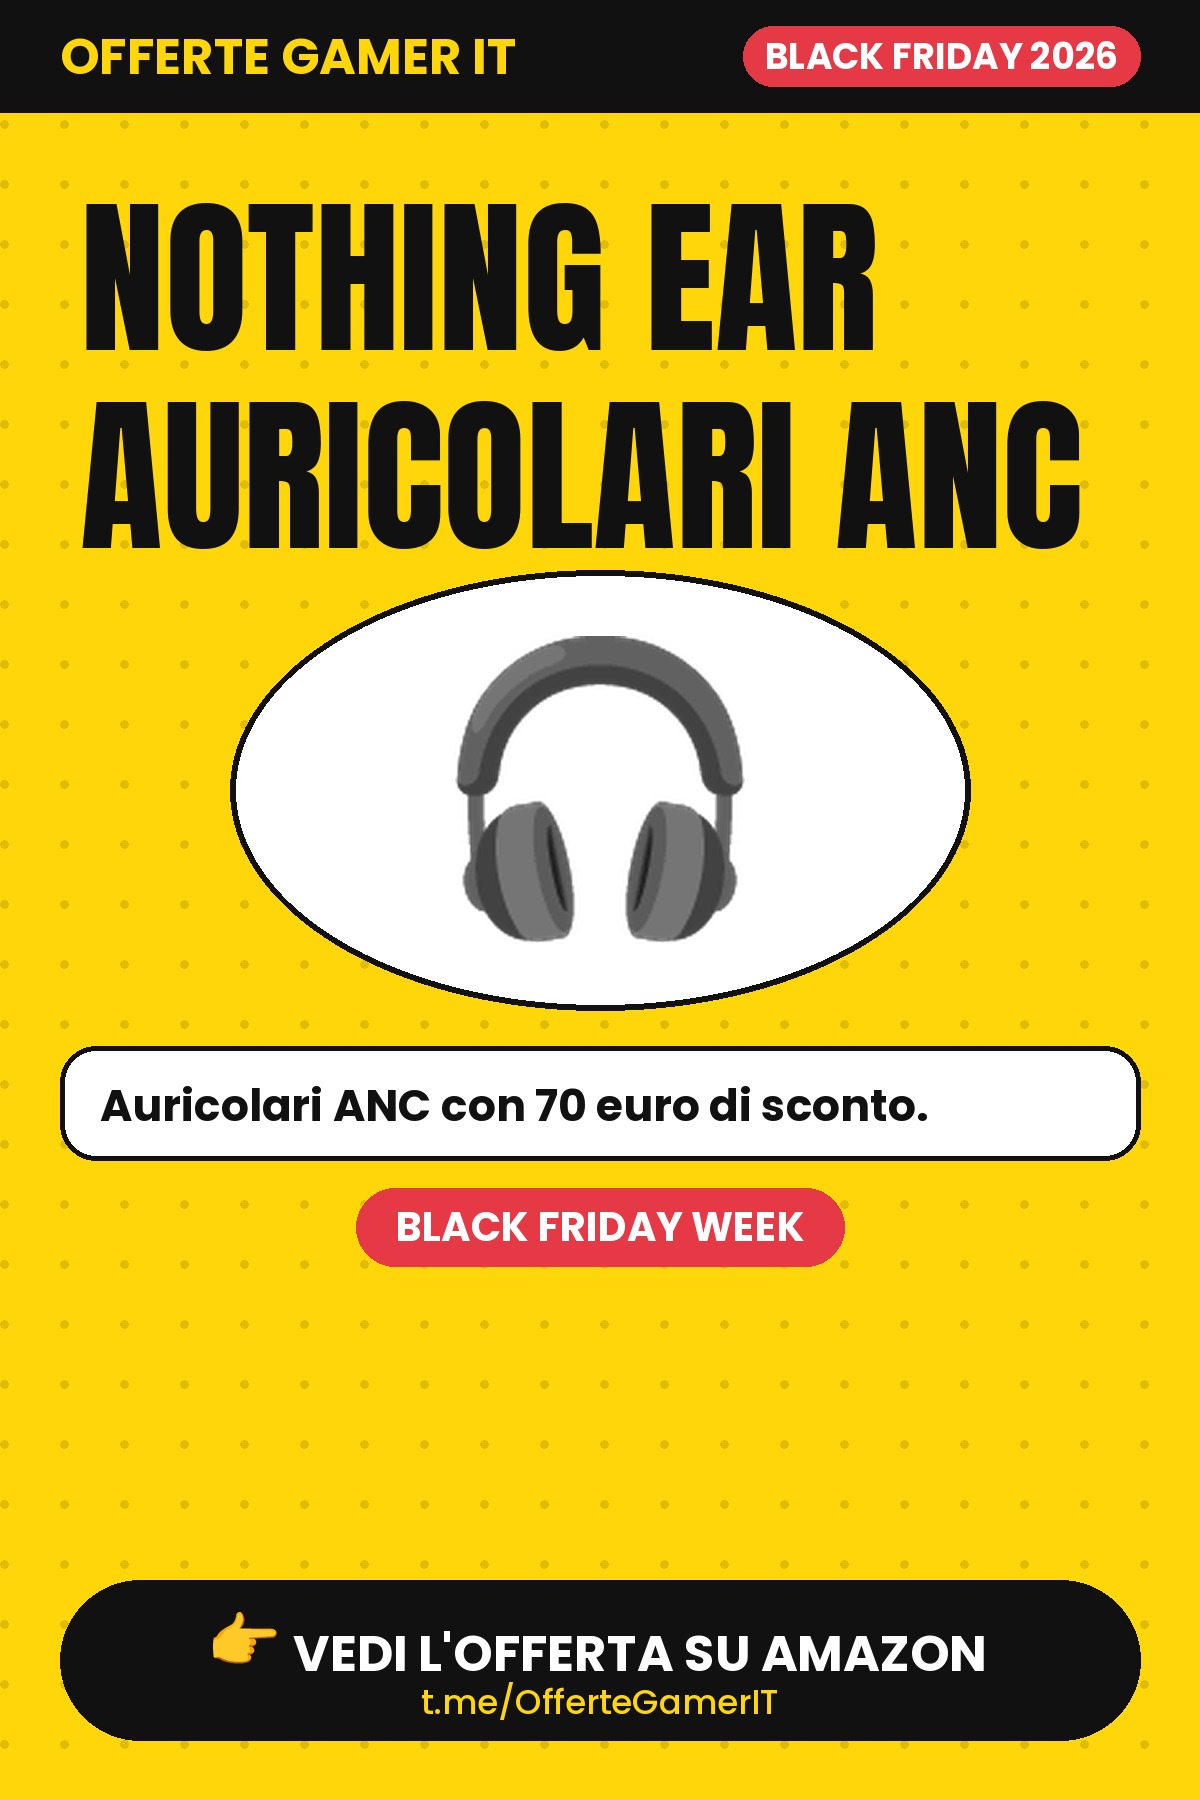 OFFERTE GAMER IT
BLACK FRIDAY 2026
NOTHING EAR
AURICOLARI ANC
Auricolari ANC con 70 euro di sconto.
BLACK FRIDAY WEEK
👉 VEDI L'OFFERTA SU AMAZON
t.me/OfferteGamerIT